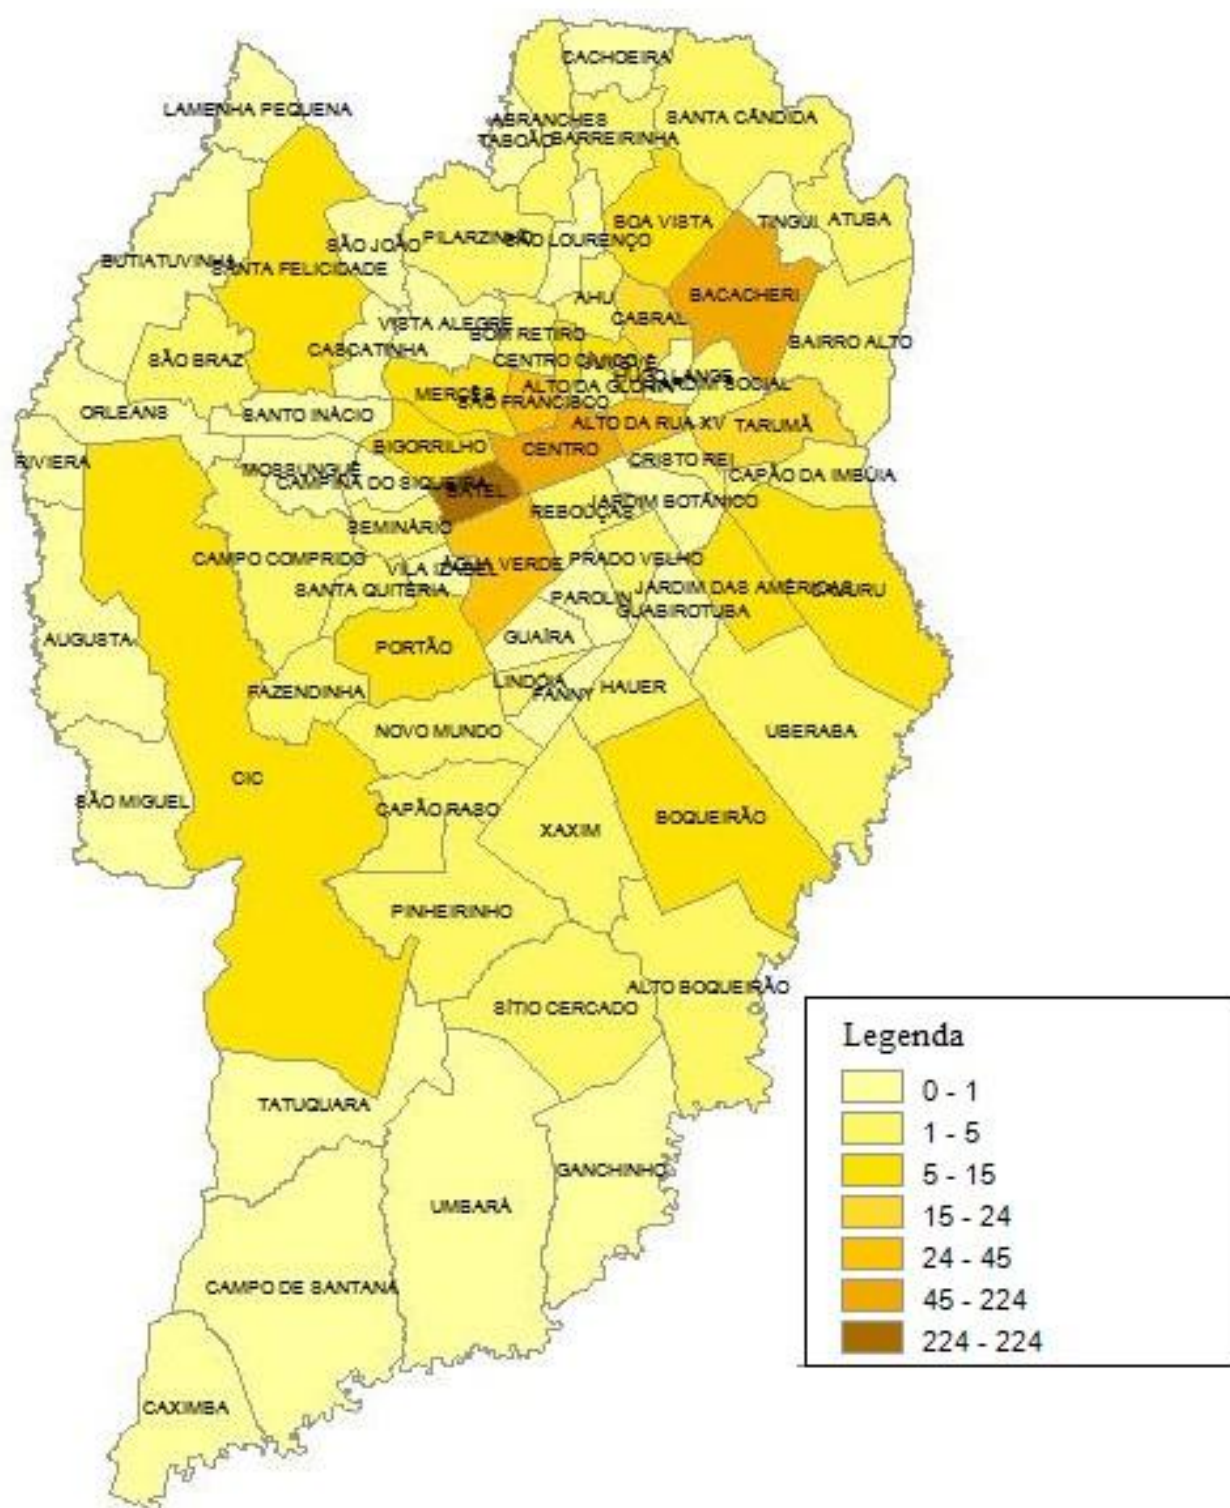 CACHOEIRA
LAMENHA PEQUENA
ABRANCHES
SANTA CÂNDIDA
TABOÃO
BARREIRINHA
BOA VISTA
TINGUI
ATUBA
SÃO JOÃO
PILARZINHO
SÃO LOURENÇO
BUTIATUVINHA
SANTA FELICIDADE
BACACHERI
AHU
CABRAL
VISTA ALEGRE
BOM RETIRO
BAIRRO ALTO
CASCATINHA
SÃO BRAZ
CENTRO CÍVICO
HUGO LANGE
JARDIM SOCIAL
MERCÊS
ALTO DA GLÓRIA
SÃO FRANCISCO
ORLEANS
SANTO INÁCIO
ALTO DA RUA XV
TARUMÃ
BIGORRILHO
CENTRO
CRISTO REI
RIVIERA
MOSSUNGUÊ
CAPÃO DA IMBÚIA
CAMPINA DO SIQUEIRA
BATEL
JARDIM BOTÂNICO
REBOUÇAS
SEMINÁRIO
CAMPO COMPRIDO
VILA IZABEL
ÁGUA VERDE
PRADO VELHO
SANTA QUITÉRIA
JARDIM DAS AMÉRICAS
CAJURU
PAROLIN
GUABIROTUBA
AUGUSTA
GUAÍRA
PORTÃO
LINDÓIA
FAZENDINHA
FANNY
HAUER
NOVO MUNDO
UBERABA
CIC
SÃO MIGUEL
CAPÃO RASO
XAXIM
BOQUEIRÃO
PINHEIRINHO
ALTO BOQUEIRÃO
SÍTIO CERCADO
TATUQUARA
GANCHINHO
UMBARÁ
CAMPO DE SANTANA
CAXIMBA
Legenda
0 - 1
1 - 5
5 - 15
15 - 24
24 - 45
45 - 224
224 - 224